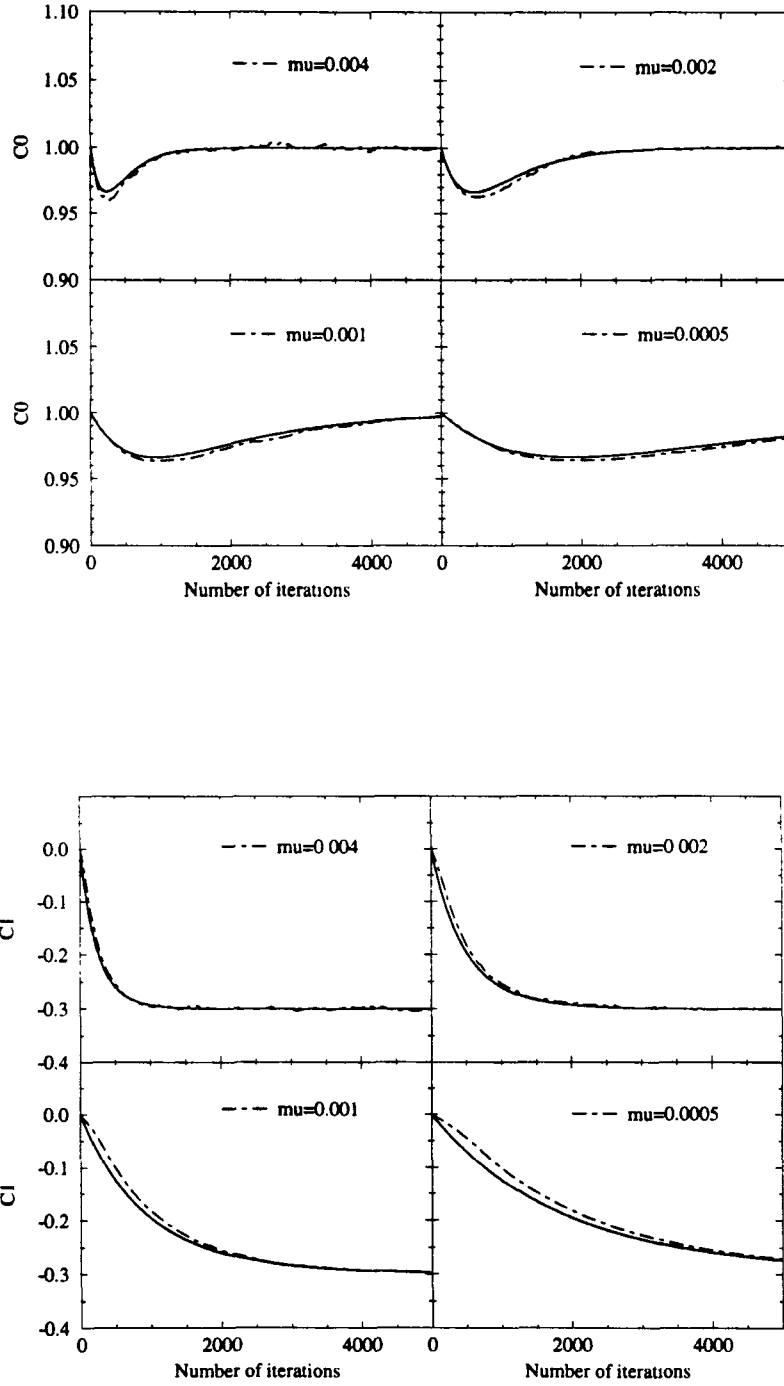 1.10
mu=0.004
mu=0.002
1.05
C0
1.00
0.95
0.90
mu=0.001
mu=0.0005
1.05
C0
1.00
0.95
0.90
0
2000
4000
0
2000
4000
Number of iterations
Number of iterations
0.0
mu=0 004
mu=0 002
-0.1
C1
-0.2
-0.3
-0.4
0.0
mu=0.001
mu=0.0005
-0.1
C1
-0.2
-0.3
-0.4
0
2000
4000
0
2000
4000
Number of iterations
Number of iterations